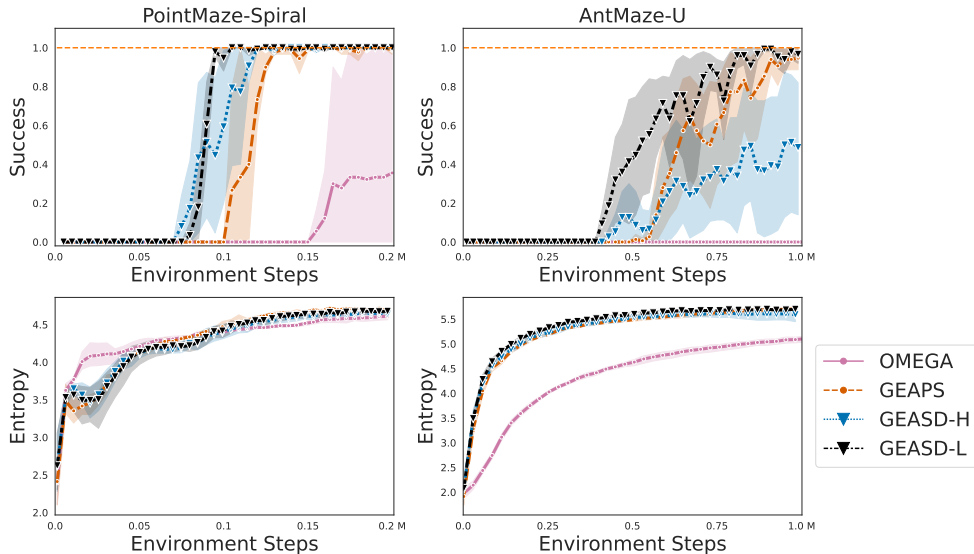 PointMaze-Spiral
AntMaze-U
Success
1.0
0.8
0.6
0.4
0.2
0.0
0.0
0.05
0.1
0.15
0.2 M
Environment Steps
Success
1.0
0.8
0.6
0.4
0.2
0.0
0.0
0.25
0.5
0.75
1.0 M
Environment Steps
Entropy
4.5
4.0
3.5
3.0
2.5
2.0
0.0
0.05
0.1
0.15
0.2 M
Environment Steps
Entropy
5.5
5.0
4.5
4.0
3.5
3.0
2.5
2.0
0.0
0.25
0.5
0.75
1.0 M
Environment Steps
OMEGA
GEAPS
GEASD-H
GEASD-L